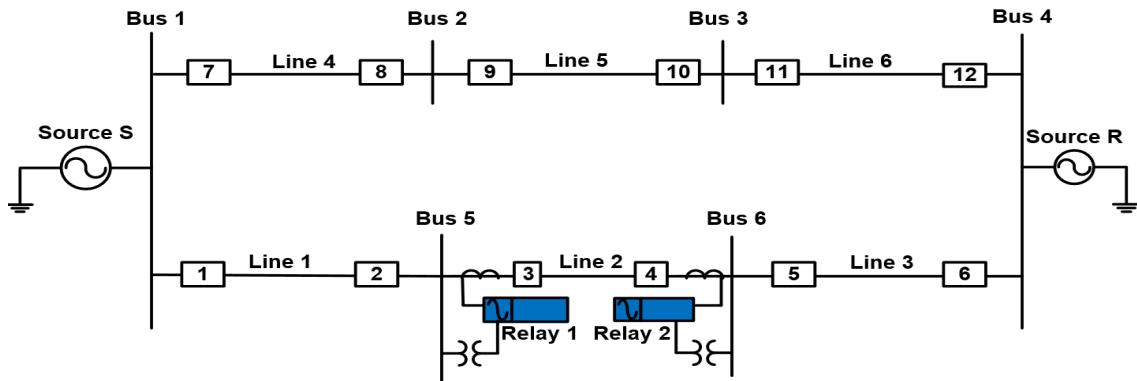 Bus 1
Bus 2
Bus 3
Bus 4
7
Line 4
8
9
Line 5
10
11
Line 6
12
Source S
Source R
Bus 5
Bus 6
1
Line 1
2
3
Line 2
4
5
Line 3
6
Relay 1
Relay 2